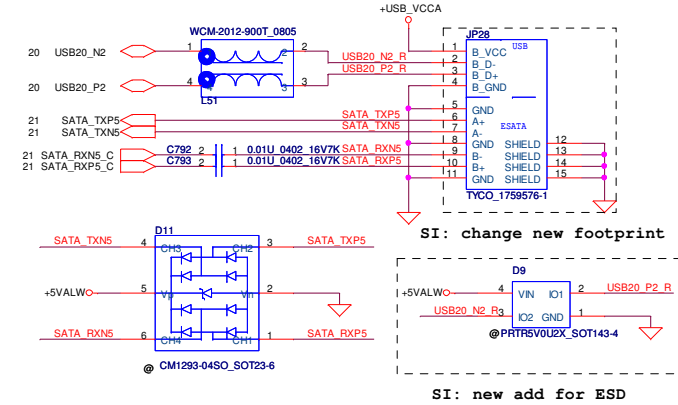 +USB_VCCA
WCM-2012-900T_0805
JP28
20 USB20_N2 1 2 USB20_N2_R 1 B_VCC USB
2 B_D-
USB20_P2_R 3 B_D+
20 USB20_P2 4 3 4 B_GND
L51
5 GND
21 SATA_TXP5 SATA_TXP5 6 A+
21 SATA_TXN5 SATA_TXN5 7 A- ESATA
8 GND SHIELD 12
21 SATA_RXN5_C C792 2 1 0.01U_0402_16V7K SATA_RXN5 9 B- SHIELD 13
21 SATA_RXP5_C C793 2 1 0.01U_0402_16V7K SATA_RXP5 10 B+ SHIELD 14
11 GND SHIELD 15
TYCO_1759576-1
SI: change new footprint
D11
SATA_TXN5 4 CH3 CH2 3 SATA_TXP5
+5VALW 5 Vp Vn 2
SATA_RXN5 6 CH4 CH1 1 SATA_RXP5
@ CM1293-04SO_SOT23-6
D9
+5VALW 4 VIN IO1 2 USB20_P2_R
USB20_N2_R 3 IO2 GND 1
@PRTR5V0U2X_SOT143-4
SI: new add for ESD